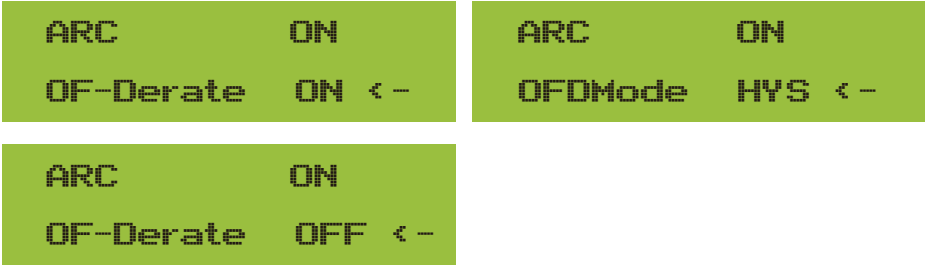 ARC ON
OF-Derate ON <-
ARC ON
OFDMode HYS <-
ARC ON
OF-Derate OFF <-